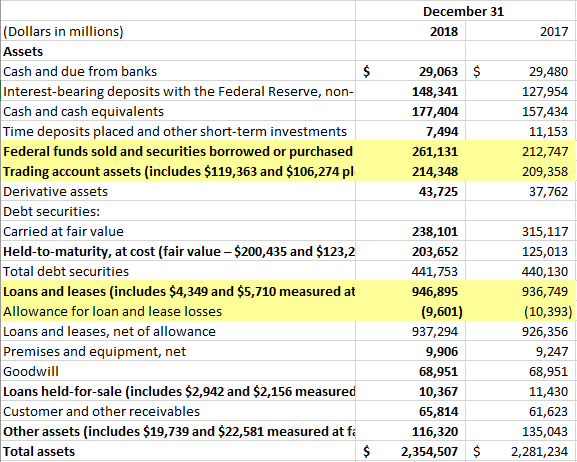 December 31
(Dollars in millions) 2018 2017
Assets
Cash and due from banks $ 29,063 $ 29,480
Interest-bearing deposits with the Federal Reserve, non- 148,341 127,954
Cash and cash equivalents 177,404 157,434
Time deposits placed and other short-term investments 7,494 11,153
Federal funds sold and securities borrowed or purchased 261,131 212,747
Trading account assets (includes $119,363 and $106,274 pl 214,348 209,358
Derivative assets 43,725 37,762
Debt securities:
Carried at fair value 238,101 315,117
Held-to-maturity, at cost (fair value – $200,435 and $123,2 203,652 125,013
Total debt securities 441,753 440,130
Loans and leases (includes $4,349 and $5,710 measured at 946,895 936,749
Allowance for loan and lease losses (9,601) (10,393)
Loans and leases, net of allowance 937,294 926,356
Premises and equipment, net 9,906 9,247
Goodwill 68,951 68,951
Loans held-for-sale (includes $2,942 and $2,156 measured 10,367 11,430
Customer and other receivables 65,814 61,623
Other assets (includes $19,739 and $22,581 measured at fa 116,320 135,043
Total assets $ 2,354,507 $ 2,281,234